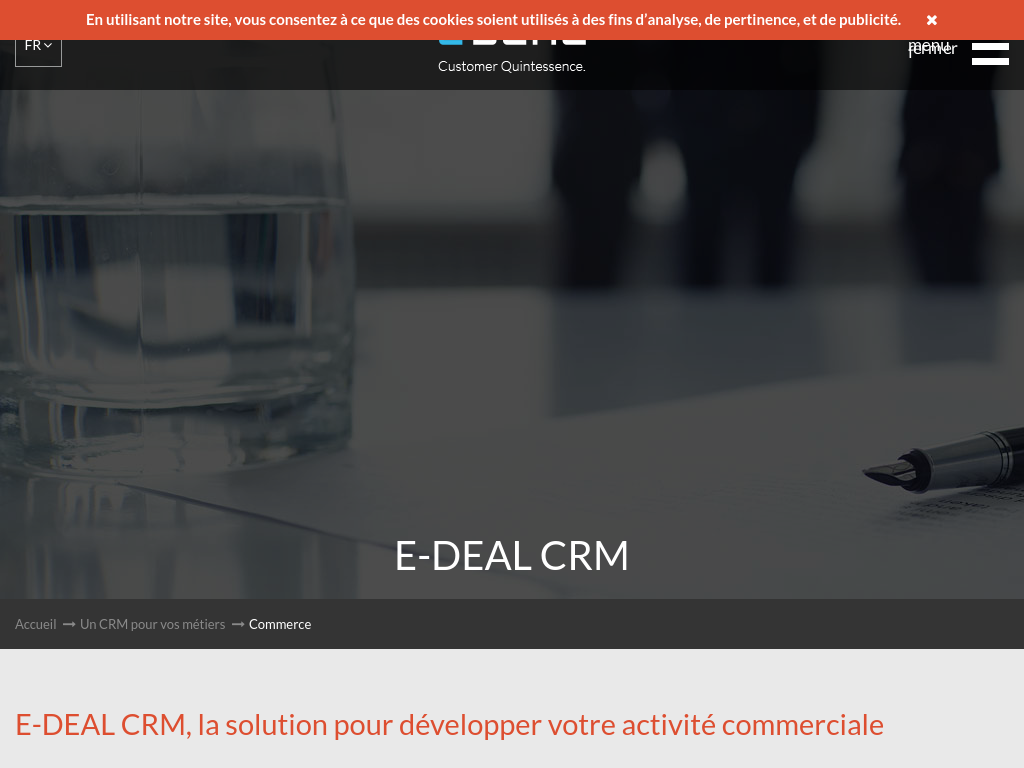 En utilisant notre site, vous consentez à ce que des cookies soient utilisés à des fins d’analyse, de pertinence, et de publicité.
FR
Customer Quintessence.
menu
fermer
E-DEAL CRM
Accueil
Un CRM pour vos métiers
Commerce
E-DEAL CRM, la solution pour développer votre activité commerciale